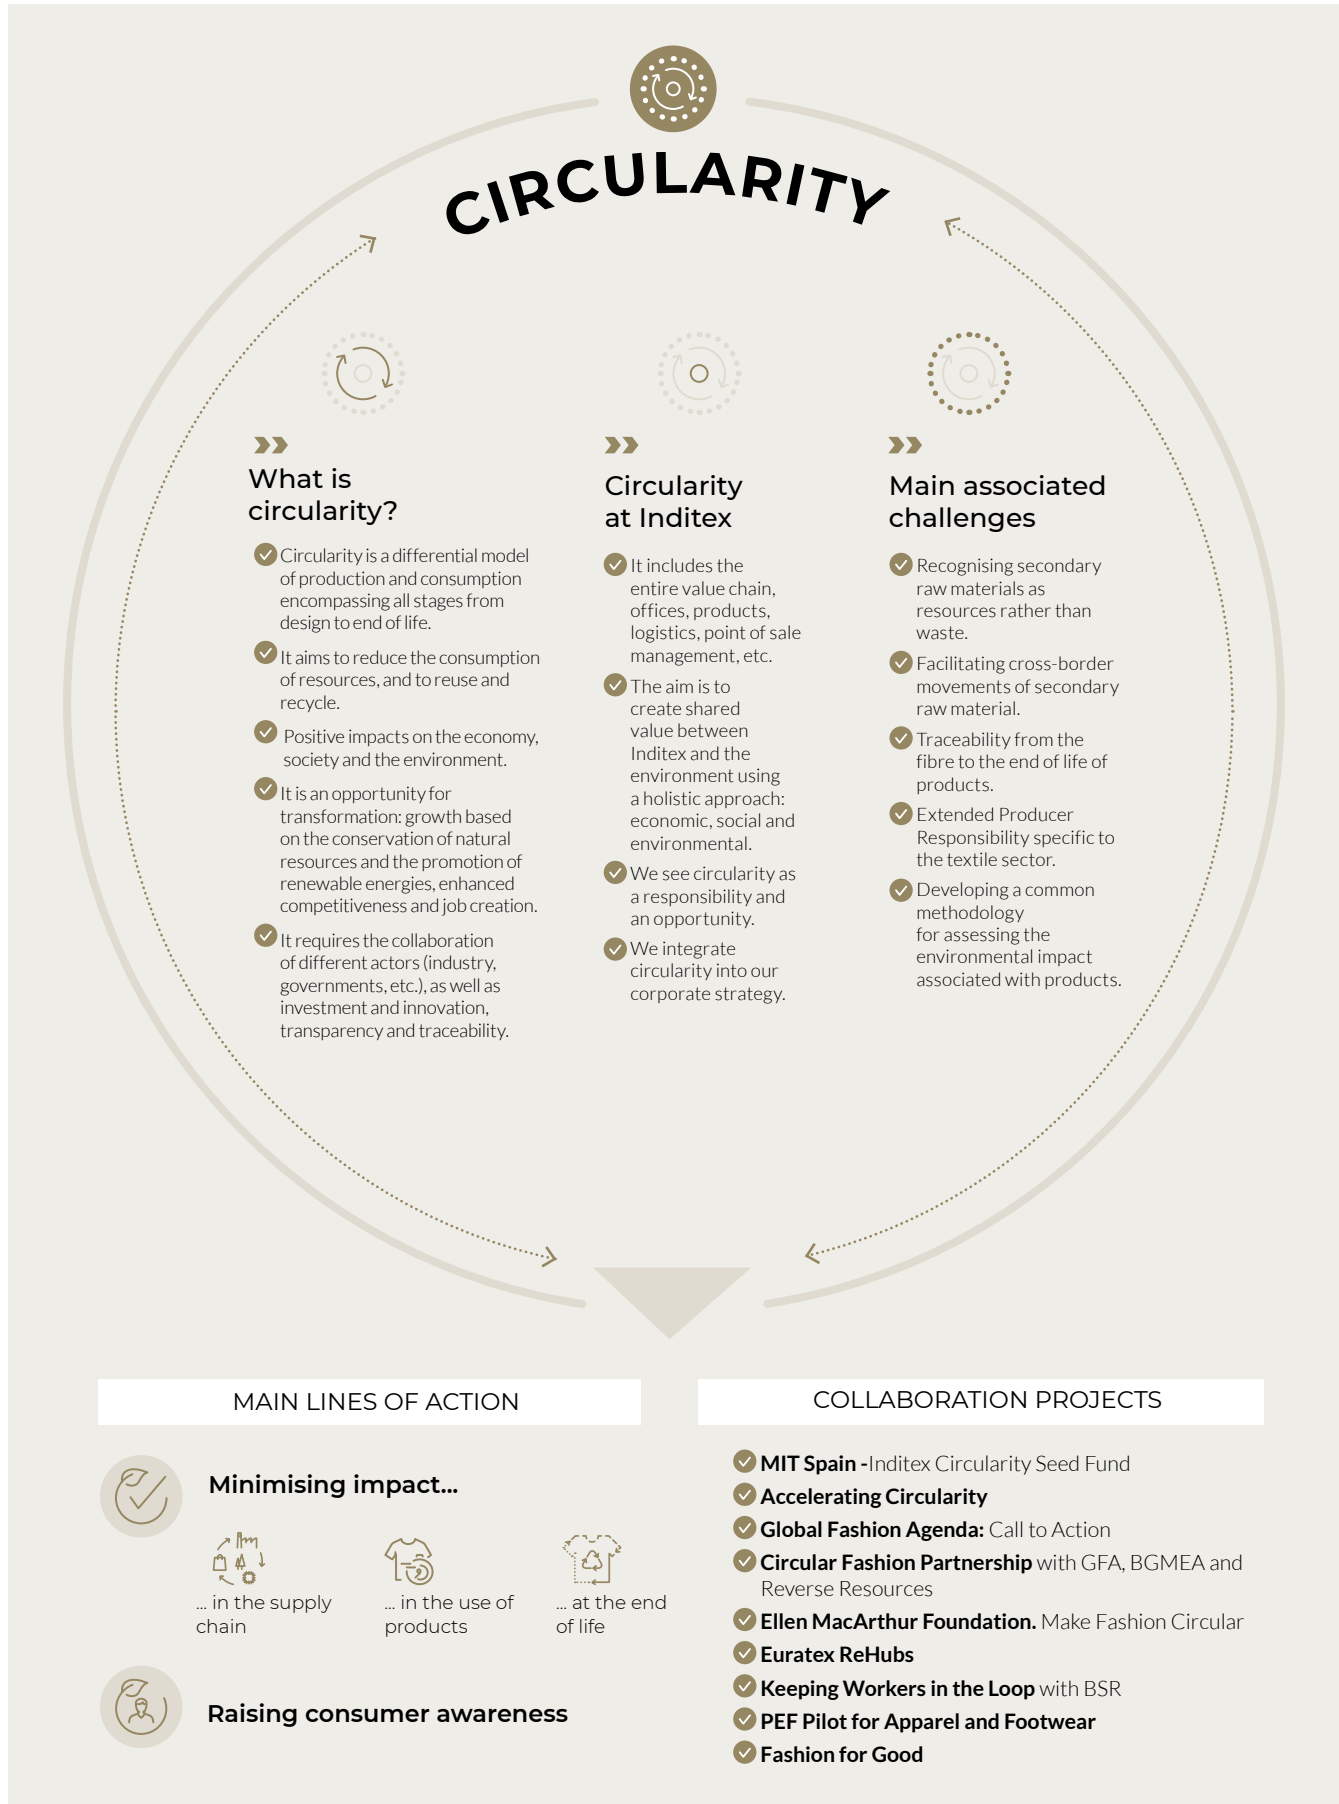 CIRCULARITY
What is
circularity?
Circularity is a differential model
of production and consumption
encompassing all stages from
design to end of life.
It aims to reduce the consumption
of resources, and to reuse and
recycle.
Positive impacts on the economy,
society and the environment.
It is an opportunity for
transformation: growth based
on the conservation of natural
resources and the promotion of
renewable energies, enhanced
competitiveness and job creation.
It requires the collaboration
of different actors (industry,
governments, etc.), as well as
investment and innovation,
transparency and traceability.
Circularity
at Inditex
It includes the
entire value chain,
offices, products,
logistics, point of sale
management, etc.
The aim is to
create shared
value between
Inditex and the
environment using
a holistic approach:
economic, social and
environmental.
We see circularity as
a responsibility and
an opportunity.
We integrate
circularity into our
corporate strategy.
Main associated
challenges
Recognising secondary
raw materials as
resources rather than
waste.
Facilitating cross-border
movements of secondary
raw material.
Traceability from the
fibre to the end of life of
products.
Extended Producer
Responsibility specific to
the textile sector.
Developing a common
methodology
for assessing the
environmental impact
associated with products.
MAIN LINES OF ACTION
Minimising impact...
... in the supply
chain
... in the use of
products
... at the end
of life
Raising consumer awareness
COLLABORATION PROJECTS
MIT Spain -Inditex Circularity Seed Fund
Accelerating Circularity
Global Fashion Agenda: Call to Action
Circular Fashion Partnership with GFA, BGMEA and
Reverse Resources
Ellen MacArthur Foundation. Make Fashion Circular
Euratex ReHubs
Keeping Workers in the Loop with BSR
PEF Pilot for Apparel and Footwear
Fashion for Good